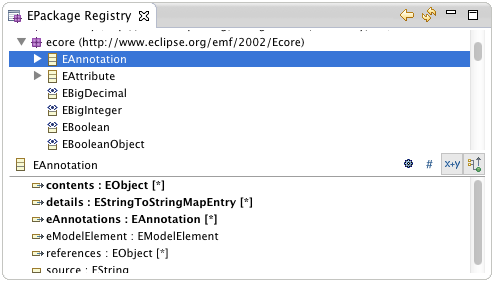 EPackage Registry
ecore (http://www.eclipse.org/emf/2002/Ecore)
EAnnotation
EAttribute
EBigDecimal
EBigInteger
EBoolean
EBooleanObject
EAnnotation
# x+y
contents : EObject [*]
details : EStringToStringMapEntry [*]
eAnnotations : EAnnotation [*]
eModelElement : EModelElement
references : EObject [*]
source : EString